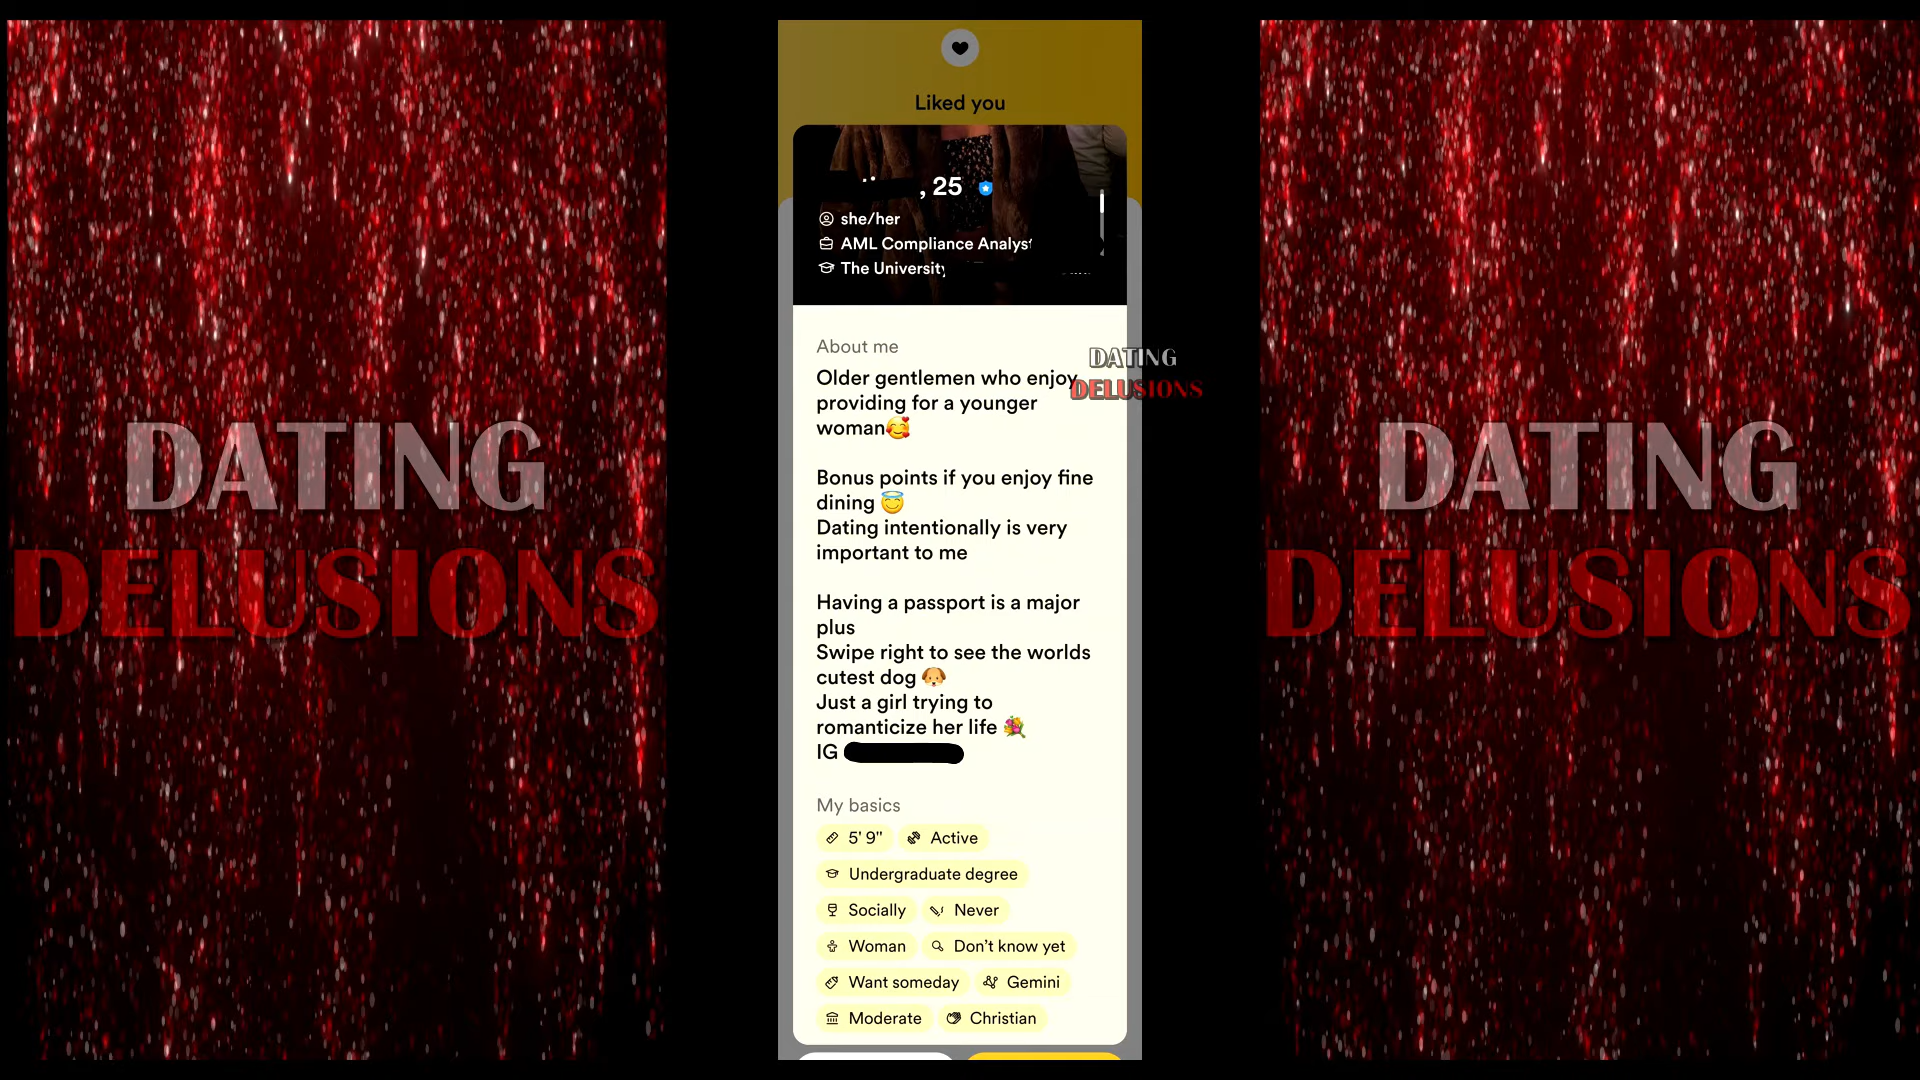 DATING
DELUSIONS
Liked you
, 25
she/her
AML Compliance Analyst
The University
About me
Older gentlemen who enjoy
providing for a younger
woman🥰
Bonus points if you enjoy fine
dining 😇
Dating intentionally is very
important to me
Having a passport is a major
plus
Swipe right to see the worlds
cutest dog 🐶
Just a girl trying to
romanticize her life 💐
IG
My basics
5' 9"
Active
Undergraduate degree
Socially
Never
Woman
Don't know yet
Want someday
Gemini
Moderate
Christian
DATING
DELUSIONS
DATING
DELUSIONS